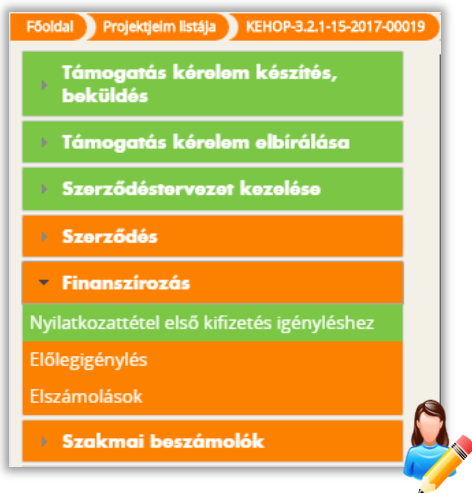 Főoldal Projektjeim listája KEHOP-3.2.1-15-2017-00019
Támogatás kérelem készítés,
beküldés
Támogatás kérelem elbírálása
Szerződéstervezet kezelése
Szerződés
Finanszírozás
Nyilatkozattétel első kifizetés igényléshez
Előlegigénylés
Elszámolások
Szakmai beszámolók